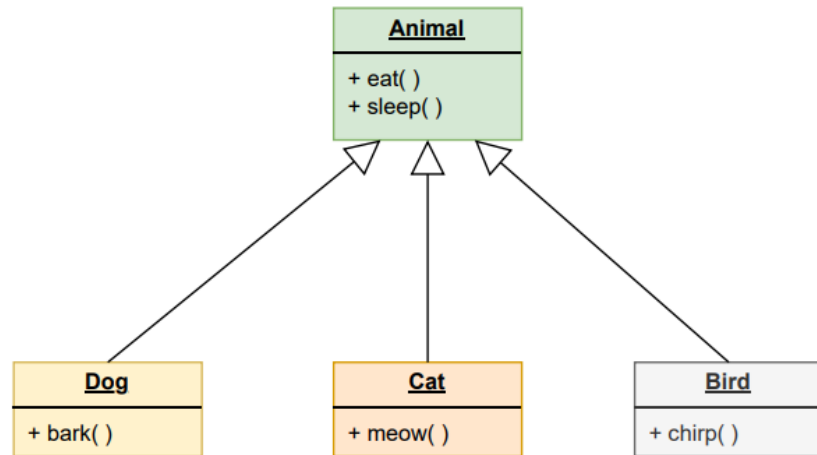 Animal
+ eat( )
+ sleep( )
Dog
+ bark( )
Cat
+ meow( )
Bird
+ chirp( )